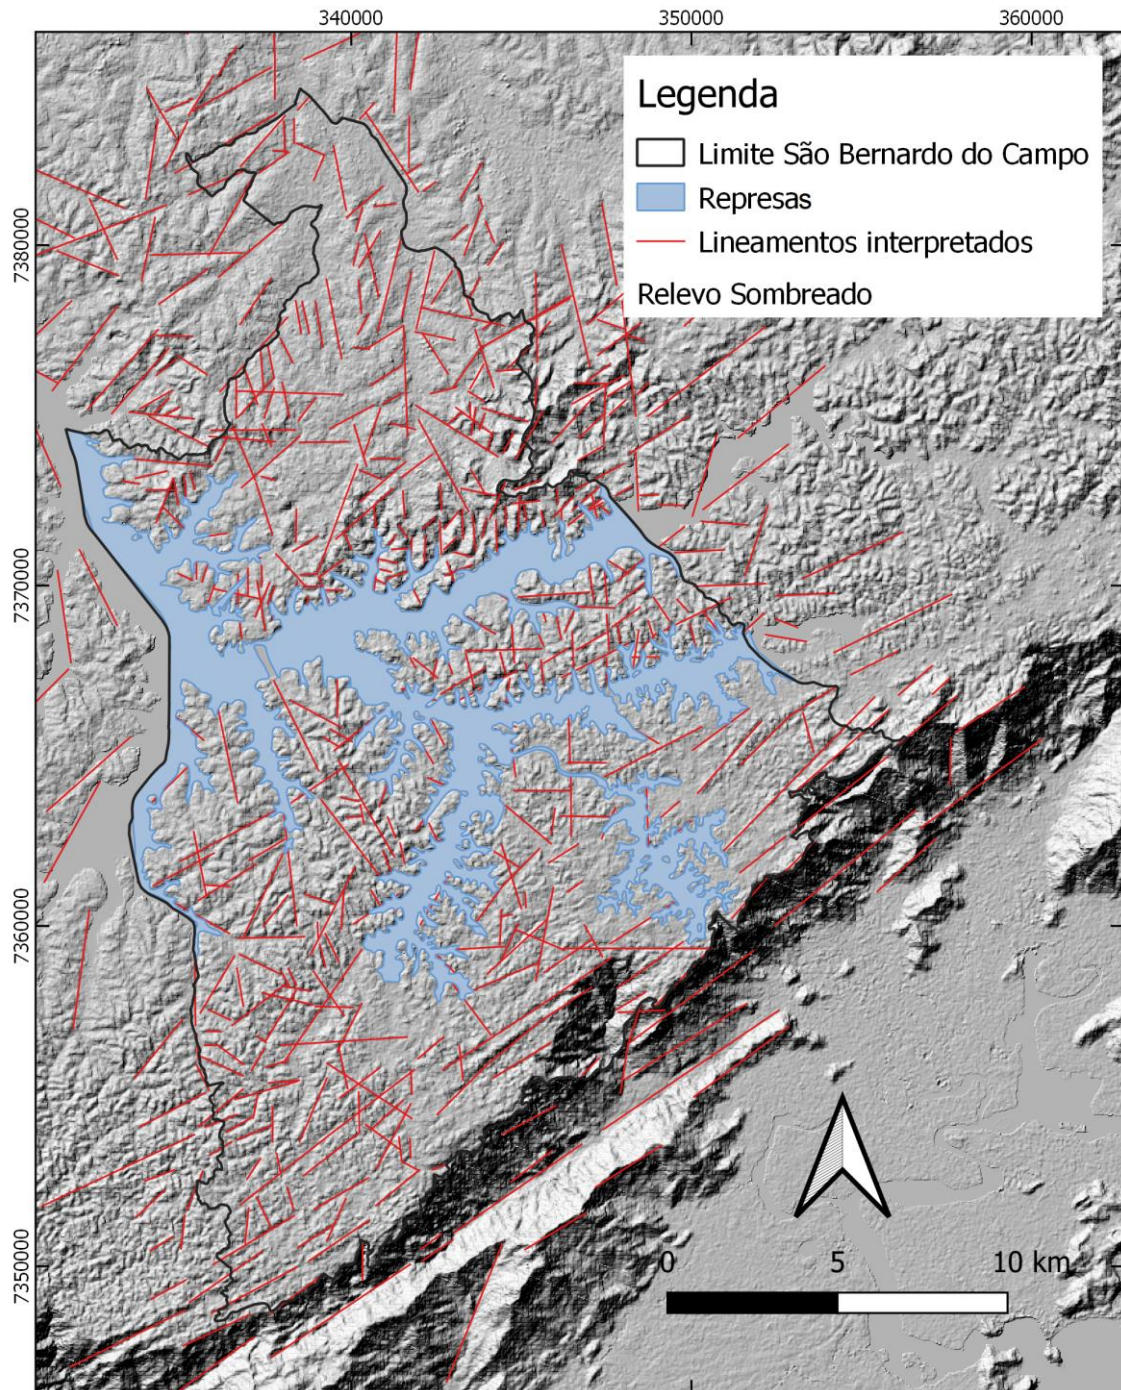 340000 350000 360000
Legenda
Limite São Bernardo do Campo
Represas
Lineamentos interpretados
Relevo Sombreado
7380000
7370000
7360000
7350000
0 5 10 km